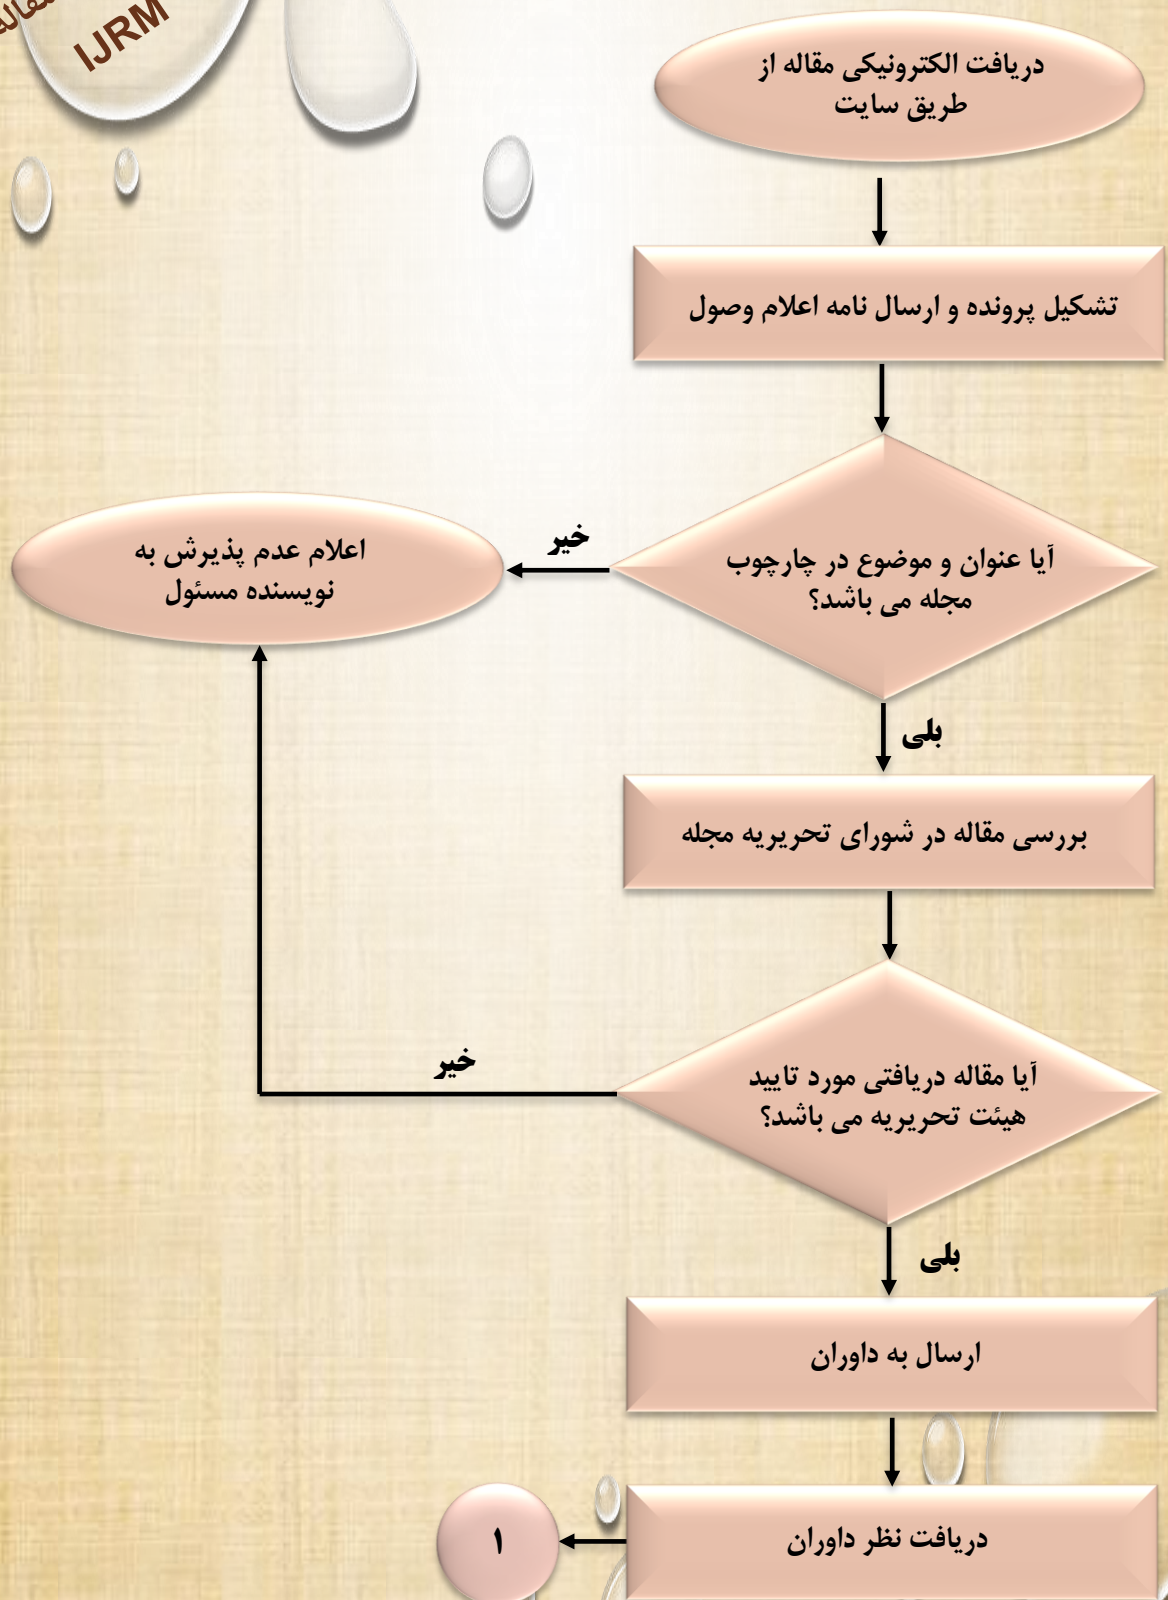 مقاله
IJRM
دریافت الکترونیکی مقاله از
طریق سایت
تشکیل پرونده و ارسال نامه اعلام وصول
آیا عنوان و موضوع در چارچوب
مجله می باشد؟
خیر
اعلام عدم پذیرش به
نویسنده مسئول
بلی
بررسی مقاله در شورای تحریریه مجله
آیا مقاله دریافتی مورد تایید
هیئت تحریریه می باشد؟
خیر
بلی
ارسال به داوران
دریافت نظر داوران
۱